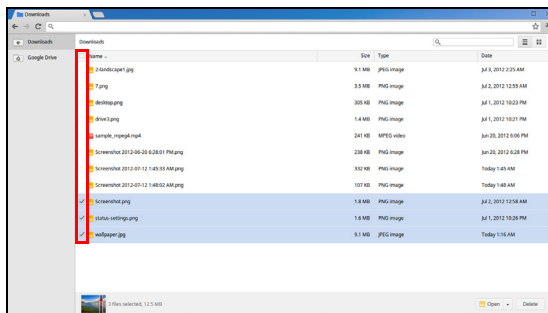 Downloads
Downloads
Downloads
Google Drive
Name
Size
Type
Date
2-landscape1.jpg
9.1 MB
JPEG image
Jul 3, 2012 2:25 AM
7.png
3.5 MB
PNG image
Jul 2, 2012 12:55 AM
desktop.png
305 KB
PNG image
Jul 1, 2012 10:23 PM
drive3.png
1.4 MB
PNG image
Jul 1, 2012 10:21 PM
sample_mpeg4.mp4
241 KB
MPEG video
Jun 20, 2012 6:06 PM
Screenshot 2012-06-20 6:28:01 PM.png
238 KB
PNG image
Jun 20, 2012 6:28 PM
Screenshot 2012-07-12 1:45:33 AM.png
332 KB
PNG image
Today 1:45 AM
Screenshot 2012-07-12 1:48:02 AM.png
107 KB
PNG image
Today 1:48 AM
Screenshot.png
1.8 MB
PNG image
Jul 2, 2012 12:58 AM
status-settings.png
1.6 MB
PNG image
Jul 1, 2012 10:26 PM
wallpaper.jpg
9.1 MB
JPEG image
Today 1:16 AM
3 files selected, 12.5 MB
Open
Delete